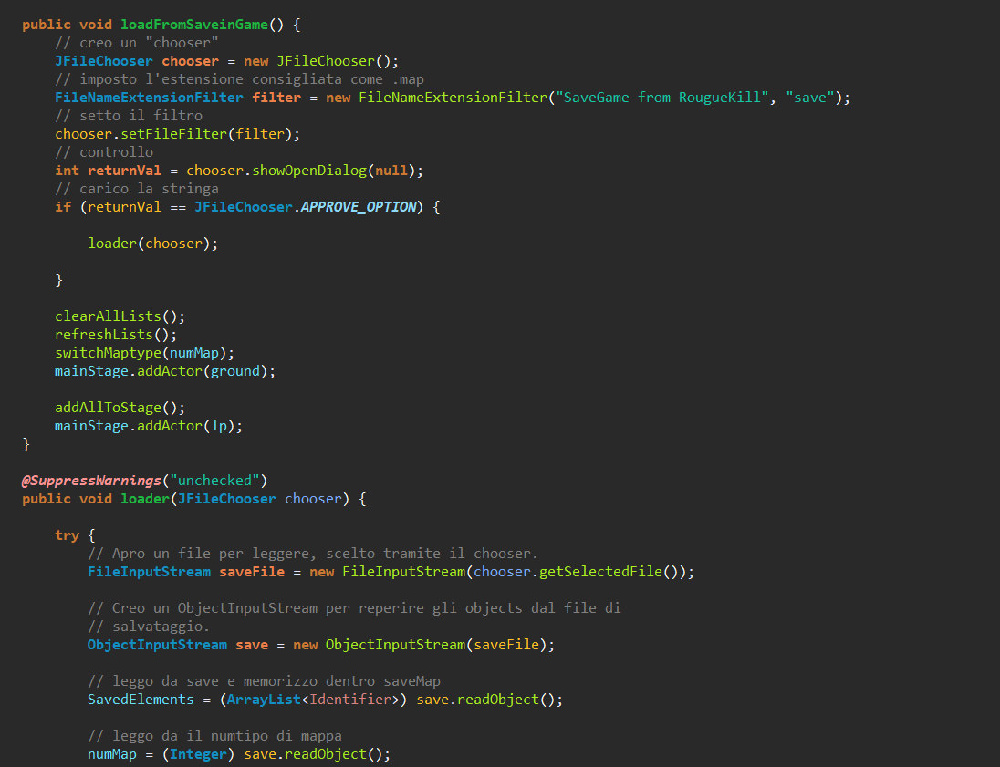 public void loadFromSaveinGame() {
// creo un "chooser"
JFileChooser chooser = new JFileChooser();
// imposto l'estensione consigliata come .map
FileNameExtensionFilter filter = new FileNameExtensionFilter("SaveGame from RougueKill", "save");
// setto il filtro
chooser.setFileFilter(filter);
// controllo
int returnVal = chooser.showOpenDialog(null);
// carico la stringa
if (returnVal == JFileChooser.APPROVE_OPTION) {
loader(chooser);
}
clearAllLists();
refreshLists();
switchMaptype(numMap);
mainStage.addActor(ground);
addAllToStage();
mainStage.addActor(lp);
}
@SuppressWarnings("unchecked")
public void loader(JFileChooser chooser) {
try {
// Apro un file per leggere, scelto tramite il chooser.
FileInputStream saveFile = new FileInputStream(chooser.getSelectedFile());
// Creo un ObjectInputStream per reperire gli objects dal file di
// salvataggio.
ObjectInputStream save = new ObjectInputStream(saveFile);
// leggo da save e memorizzo dentro saveMap
SavedElements = (ArrayList<Identifier>) save.readObject();
// leggo da il numtipo di mappa
numMap = (Integer) save.readObject();